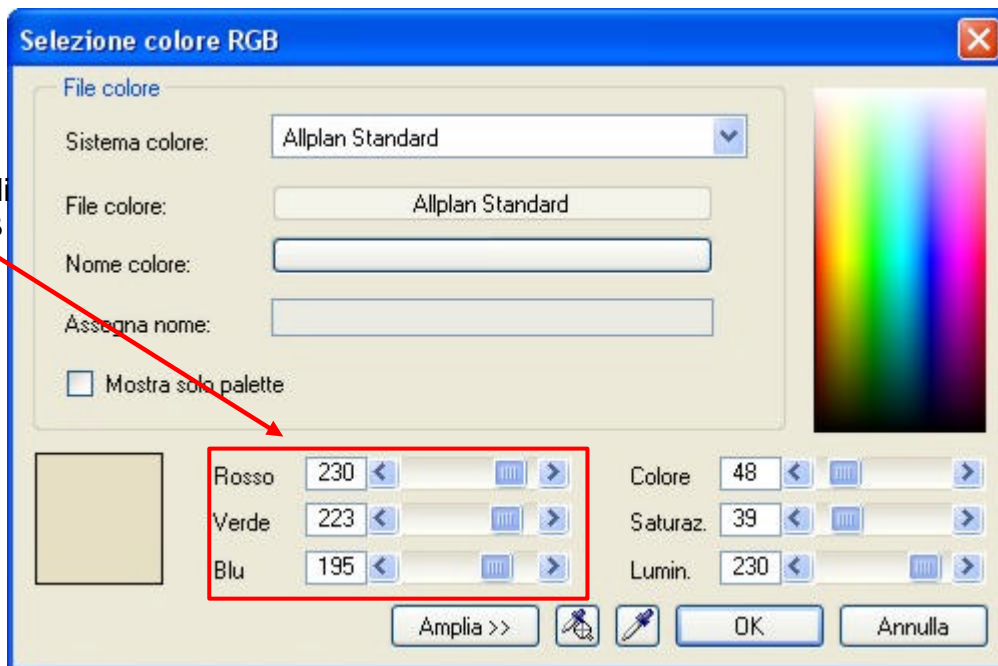 Selezione colore RGB
File colore
Sistema colore: Allplan Standard
File colore: Allplan Standard
Nome colore:
Assegna nome:
Mostra solo palette
Rosso 230 Colore 48
Verde 223 Saturaz. 39
Blu 195 Lumin. 230
Amplia >> OK Annulla